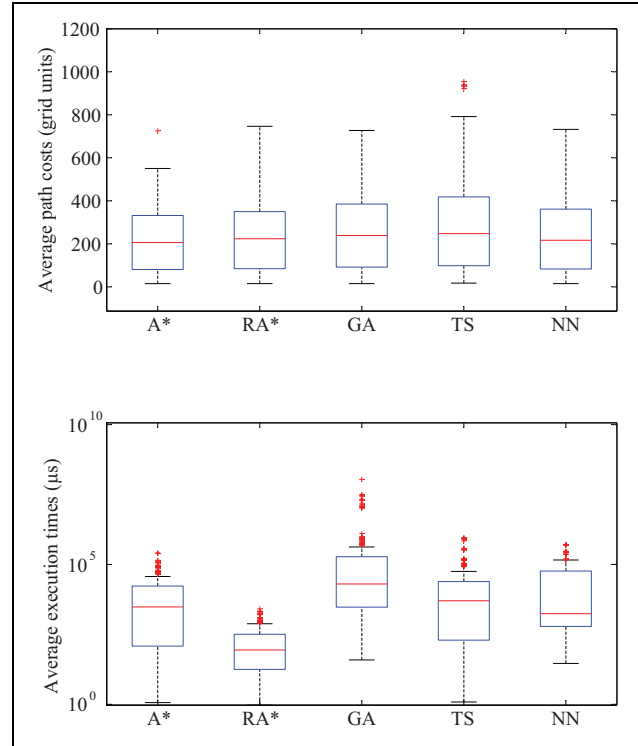 Average path costs (grid units)
1200
1000
800
600
400
200
0
A* RA* GA TS NN
Average execution times (μs)
10^10
10^5
10^0
A* RA* GA TS NN